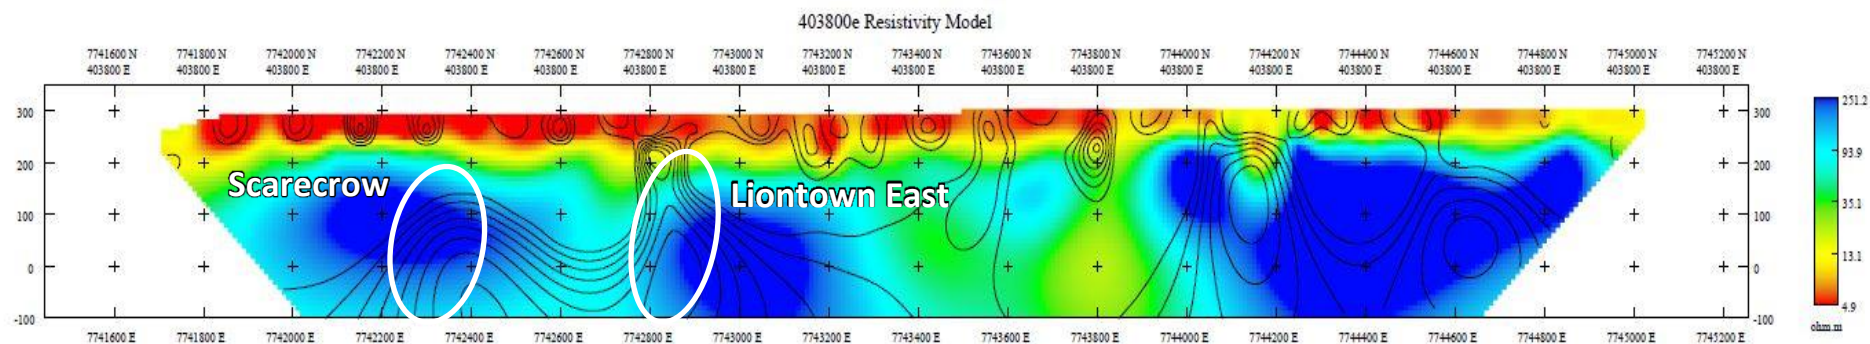 403800e Resistivity Model
7741600 N 7741800 N 7742000 N 7742200 N 7742400 N 7742600 N 7742800 N 7743000 N 7743200 N 7743400 N 7743600 N 7743800 N 7744000 N 7744200 N 7744400 N 7744600 N 7744800 N 7745000 N 7745200 N
403800 E 403800 E 403800 E 403800 E 403800 E 403800 E 403800 E 403800 E 403800 E 403800 E 403800 E 403800 E 403800 E 403800 E 403800 E 403800 E 403800 E 403800 E 403800 E
251.2
300 300
93.9
200 200
Scarecrow Liontown East
35.1
100 100
0 0 13.1
4.9
-100 -100
ohm.m
7741600 E 7741800 E 7742000 E 7742200 E 7742400 E 7742600 E 7742800 E 7743000 E 7743200 E 7743400 E 7743600 E 7743800 E 7744000 E 7744200 E 7744400 E 7744600 E 7744800 E 7745000 E 7745200 E